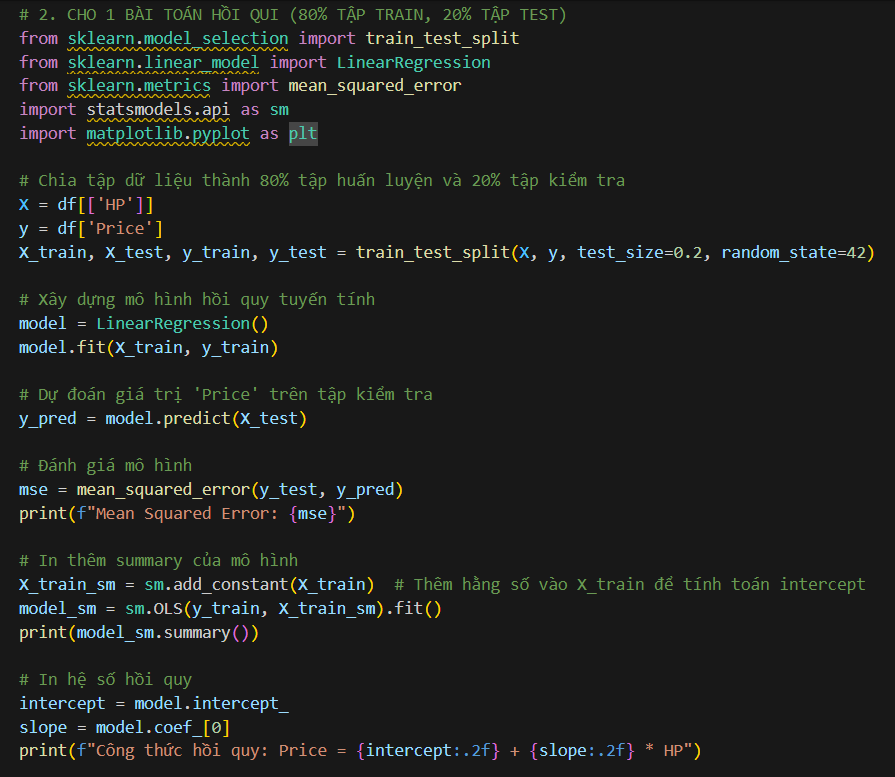 # 2. CHO 1 BÀI TOÁN HỒI QUI (80% TẬP TRAIN, 20% TẬP TEST)
from sklearn.model_selection import train_test_split
from sklearn.linear_model import LinearRegression
from sklearn.metrics import mean_squared_error
import statsmodels.api as sm
import matplotlib.pyplot as plt
# Chia tập dữ liệu thành 80% tập huấn luyện và 20% tập kiểm tra
X = df[['HP']]
y = df['Price']
X_train, X_test, y_train, y_test = train_test_split(X, y, test_size=0.2, random_state=42)
# Xây dựng mô hình hồi quy tuyến tính
model = LinearRegression()
model.fit(X_train, y_train)
# Dự đoán giá trị 'Price' trên tập kiểm tra
y_pred = model.predict(X_test)
# Đánh giá mô hình
mse = mean_squared_error(y_test, y_pred)
print(f"Mean Squared Error: {mse}")
# In thêm summary của mô hình
X_train_sm = sm.add_constant(X_train)  # Thêm hằng số vào X_train để tính toán intercept
model_sm = sm.OLS(y_train, X_train_sm).fit()
print(model_sm.summary())
# In hệ số hồi quy
intercept = model.intercept_
slope = model.coef_[0]
print(f"Công thức hồi quy: Price = {intercept:.2f} + {slope:.2f} * HP")